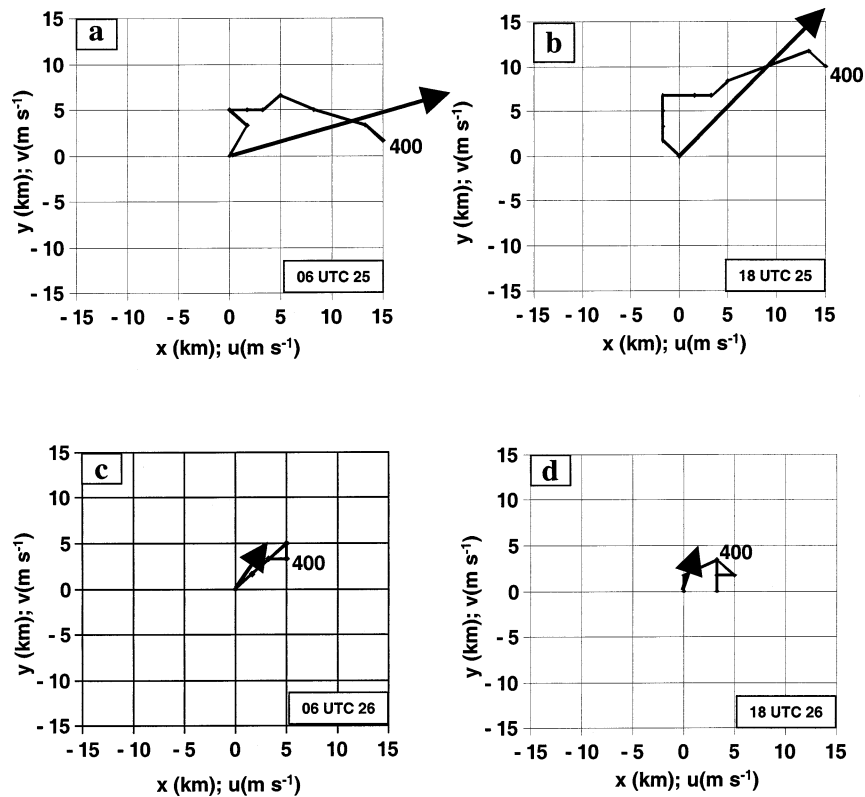 a
15
10
5
0
- 5
- 10
- 15
y (km); v(m s⁻¹)
400
06 UTC 25
- 15 - 10 - 5 0 5 10 15
x (km); u(m s⁻¹)
b
15
10
5
0
- 5
- 10
- 15
y (km); v(m s⁻¹)
400
18 UTC 25
- 15 - 10 - 5 0 5 10 15
x (km); u(m s⁻¹)
c
15
10
5
0
- 5
- 10
- 15
y (km); v(m s⁻¹)
400
06 UTC 26
- 15 - 10 - 5 0 5 10 15
x (km); u(m s⁻¹)
d
15
10
5
0
- 5
- 10
- 15
y (km); v(m s⁻¹)
400
18 UTC 26
- 15 - 10 - 5 0 5 10 15
x (km); u(m s⁻¹)